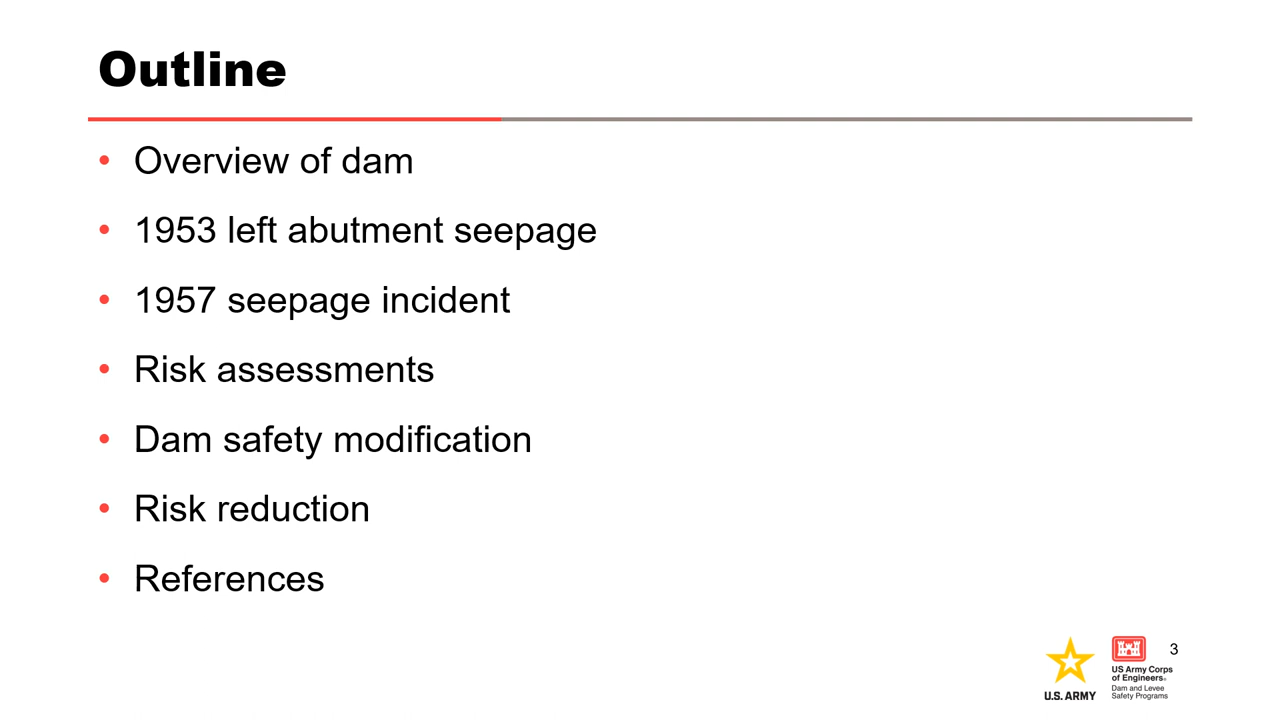 Outline
• Overview of dam
• 1953 left abutment seepage
• 1957 seepage incident
• Risk assessments
• Dam safety modification
• Risk reduction
• References
3
U.S. ARMY
US Army Corps
of Engineers®
Dam and Levee
Safety Programs